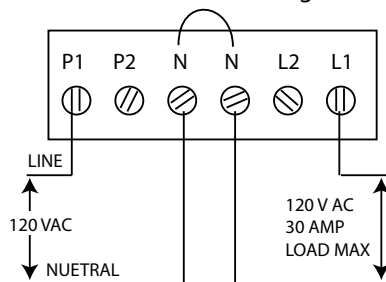 P1 P2 N N L2 L1
LINE
120 VAC
NUETRAL
120 V AC
30 AMP
LOAD MAX